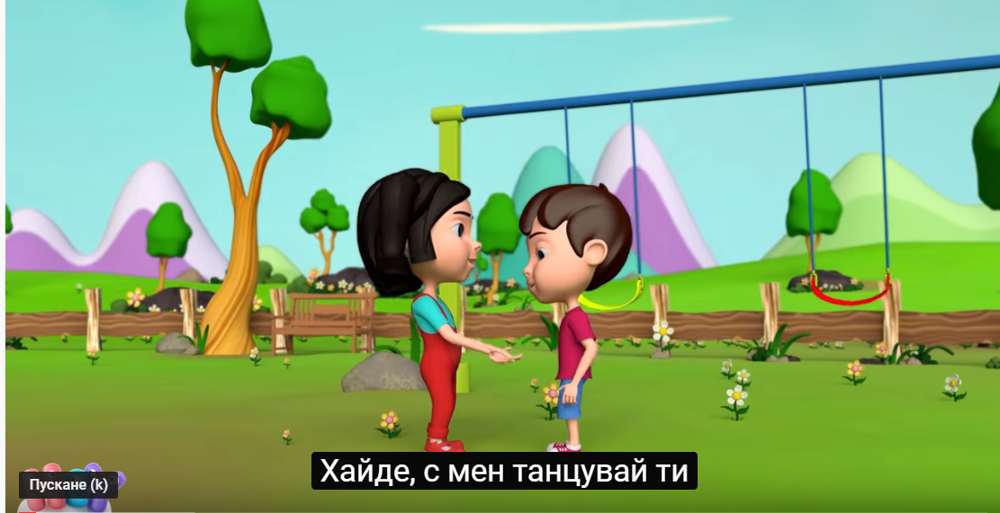 Хайде, с мен танцувай ти
Пускане (k)